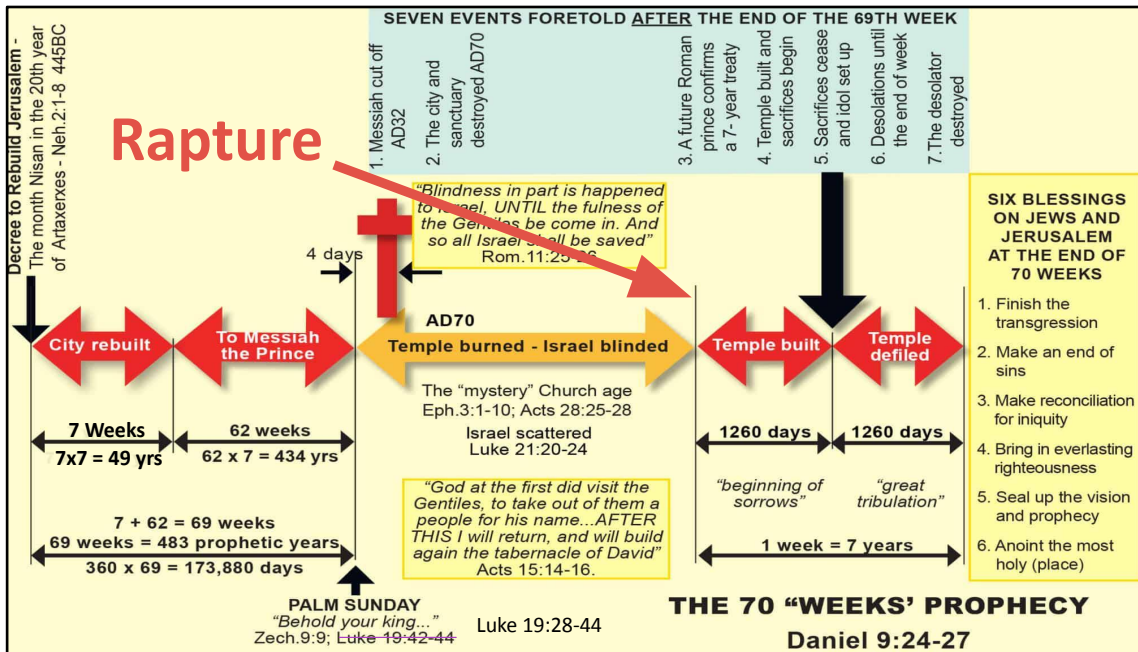 SEVEN EVENTS FORETOLD AFTER THE END OF THE 69TH WEEK
Decree to Rebuild Jerusalem -
The month Nisan in the 20th year
of Artaxerxes - Neh.2:1-8 445BC
1. Messiah cut off
AD32
2. The city and
sanctuary
destroyed AD70
3. A future Roman
prince confirms
a 7- year treaty
4. Temple built and
sacrifices begin
5. Sacrifices cease
and idol set up
6. Desolations until
the end of week
7. The desolator
destroyed
Rapture
"Blindness in part is happened
to Israel, UNTIL the fulness of
the Gentiles be come in. And
so all Israel shall be saved"
Rom.11:25-26
4 days
SIX BLESSINGS
ON JEWS AND
JERUSALEM
AT THE END OF
70 WEEKS
1. Finish the
transgression
2. Make an end of
sins
3. Make reconciliation
for iniquity
4. Bring in everlasting
righteousness
5. Seal up the vision
and prophecy
6. Anoint the most
holy (place)
City rebuilt
To Messiah
the Prince
AD70
Temple burned - Israel blinded
Temple built
Temple
defiled
The "mystery" Church age
Eph.3:1-10; Acts 28:25-28
Israel scattered
Luke 21:20-24
7 Weeks
7x7 = 49 yrs
62 weeks
62 x 7 = 434 yrs
1260 days
1260 days
"beginning of
sorrows"
"great
tribulation"
"God at the first did visit the
Gentiles, to take out of them a
people for his name...AFTER
THIS I will return, and will build
again the tabernacle of David"
Acts 15:14-16.
7 + 62 = 69 weeks
69 weeks = 483 prophetic years
360 x 69 = 173,880 days
1 week = 7 years
PALM SUNDAY
"Behold your king..."
Zech.9:9; Luke 19:42-44
Luke 19:28-44
THE 70 "WEEKS' PROPHECY
Daniel 9:24-27